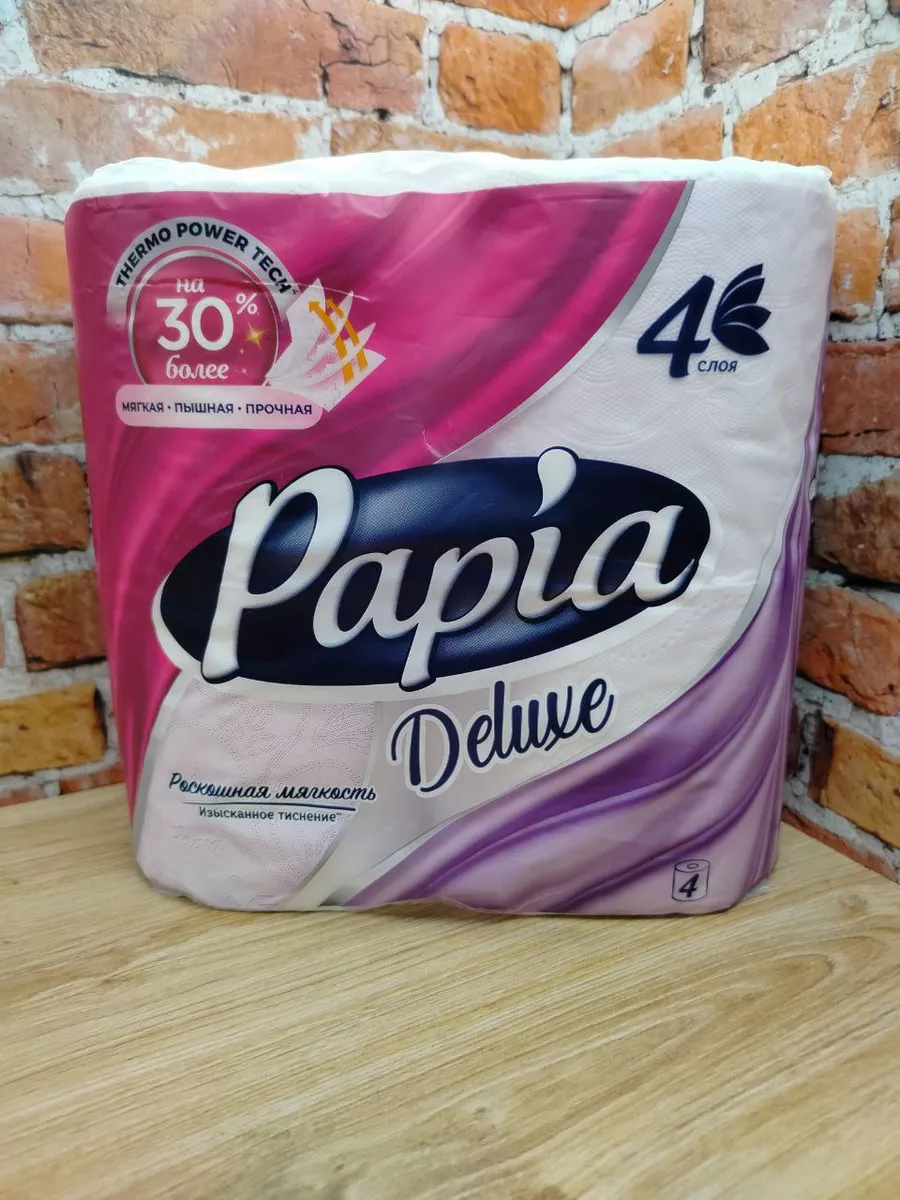 THERMO POWER TECH
на
30%
более
МЯГКАЯ • ПЫШНАЯ • ПРОЧНАЯ
4
СЛОЯ
Papia
Deluxe
Роскошная мягкость
Изысканное тиснение
4